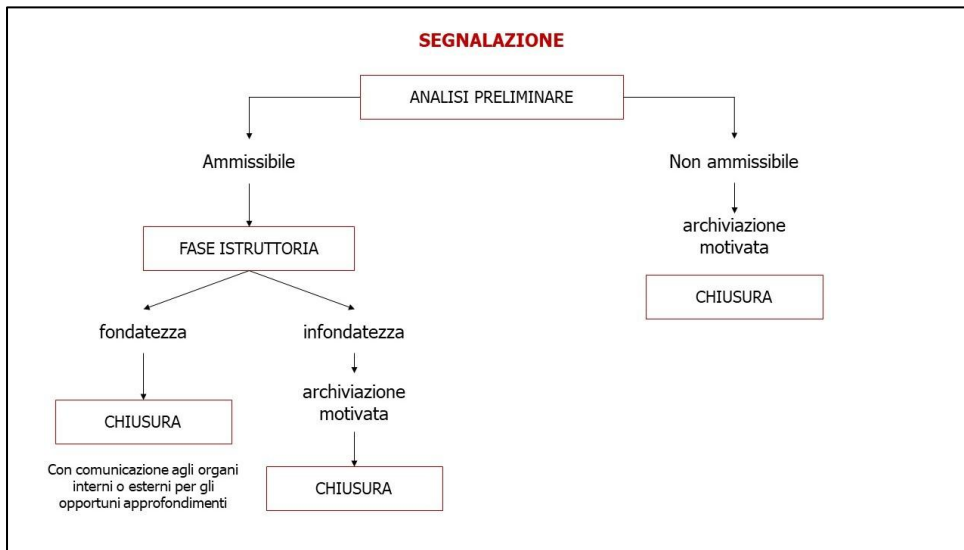 SEGNALAZIONE
ANALISI PRELIMINARE
Ammissibile
Non ammissibile
archiviazione
motivata
FASE ISTRUTTORIA
CHIUSURA
fondatezza
infondatezza
archiviazione
motivata
CHIUSURA
Con comunicazione agli organi
interni o esterni per gli
opportuni approfondimenti
CHIUSURA